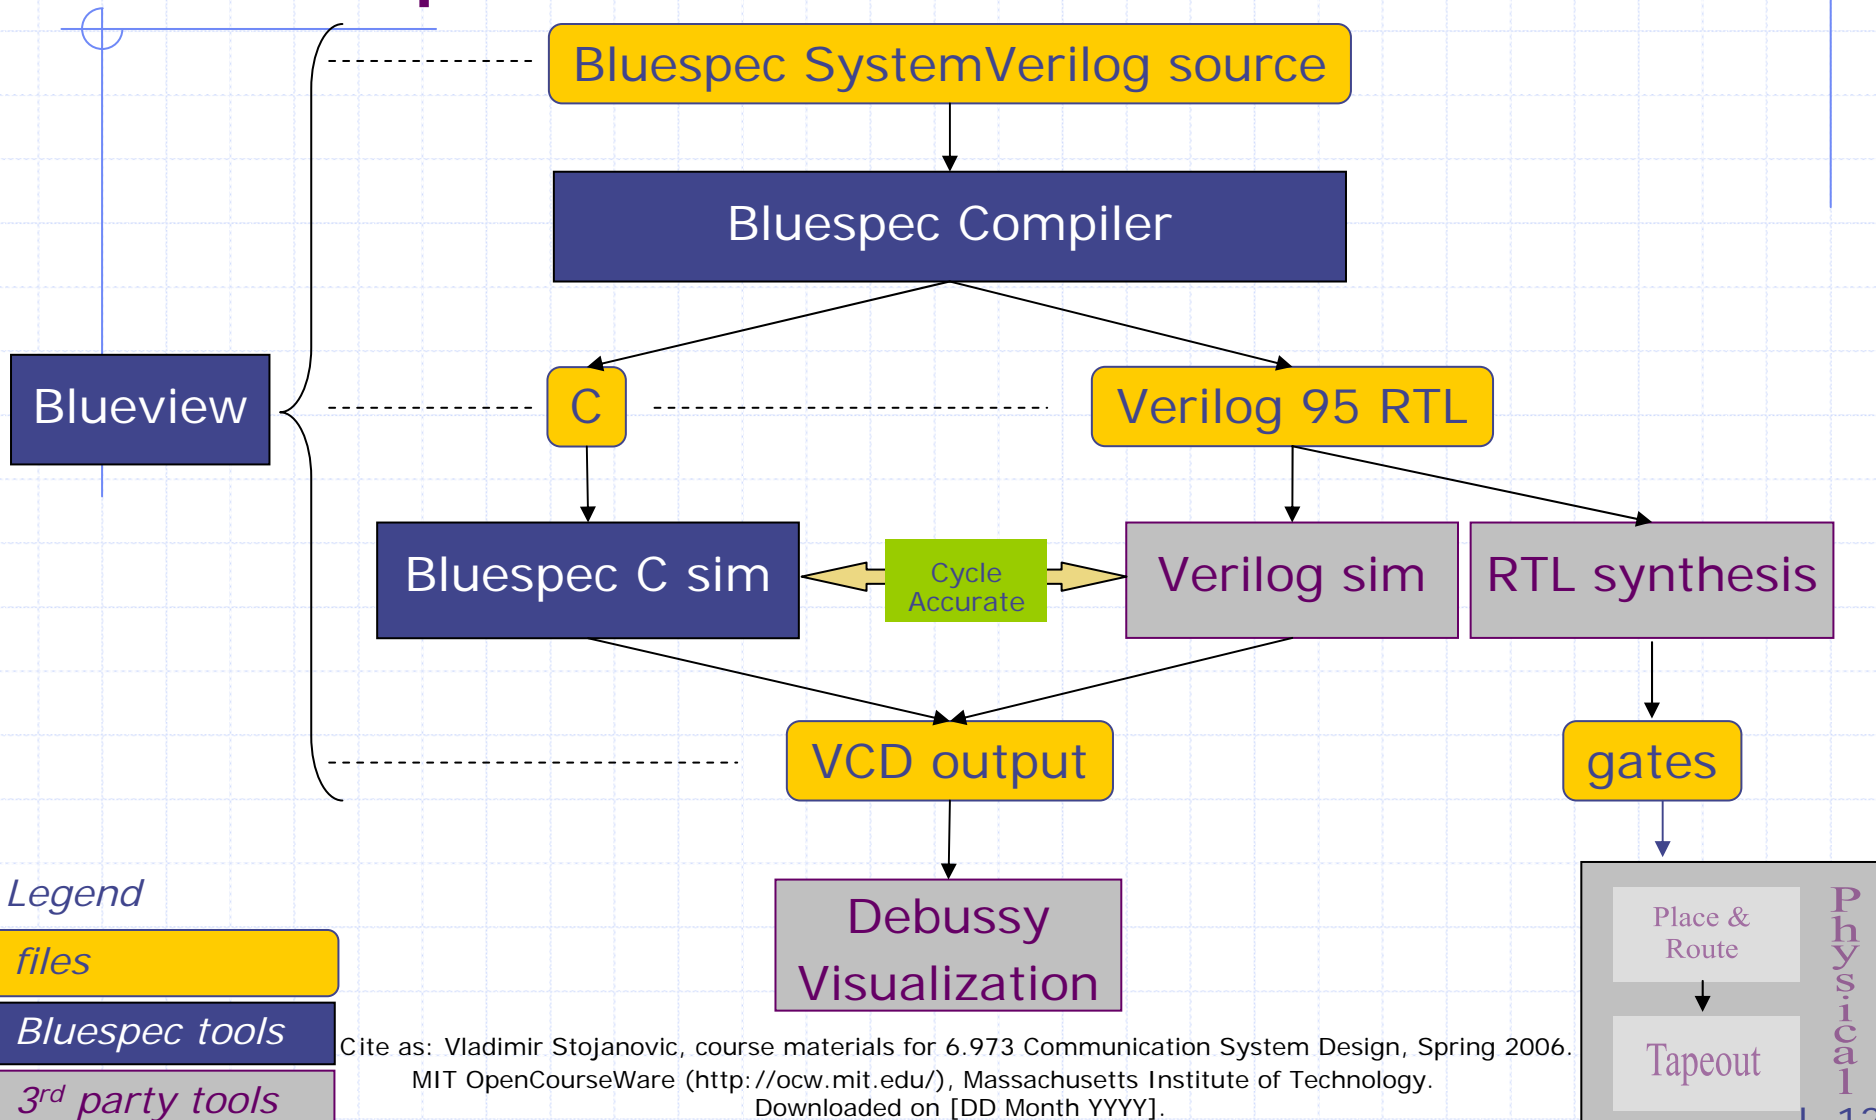 Bluespec SystemVerilog source
Bluespec Compiler
Blueview
C
Verilog 95 RTL
Bluespec C sim
Cycle
Accurate
Verilog sim
RTL synthesis
VCD output
gates
Debussy
Visualization
Legend
files
Bluespec tools
3rd party tools
Place &
Route
Tapeout
Physical
Cite as: Vladimir Stojanovic, course materials for 6.973 Communication System Design, Spring 2006.
MIT OpenCourseWare (http://ocw.mit.edu/), Massachusetts Institute of Technology.
Downloaded on [DD Month YYYY].